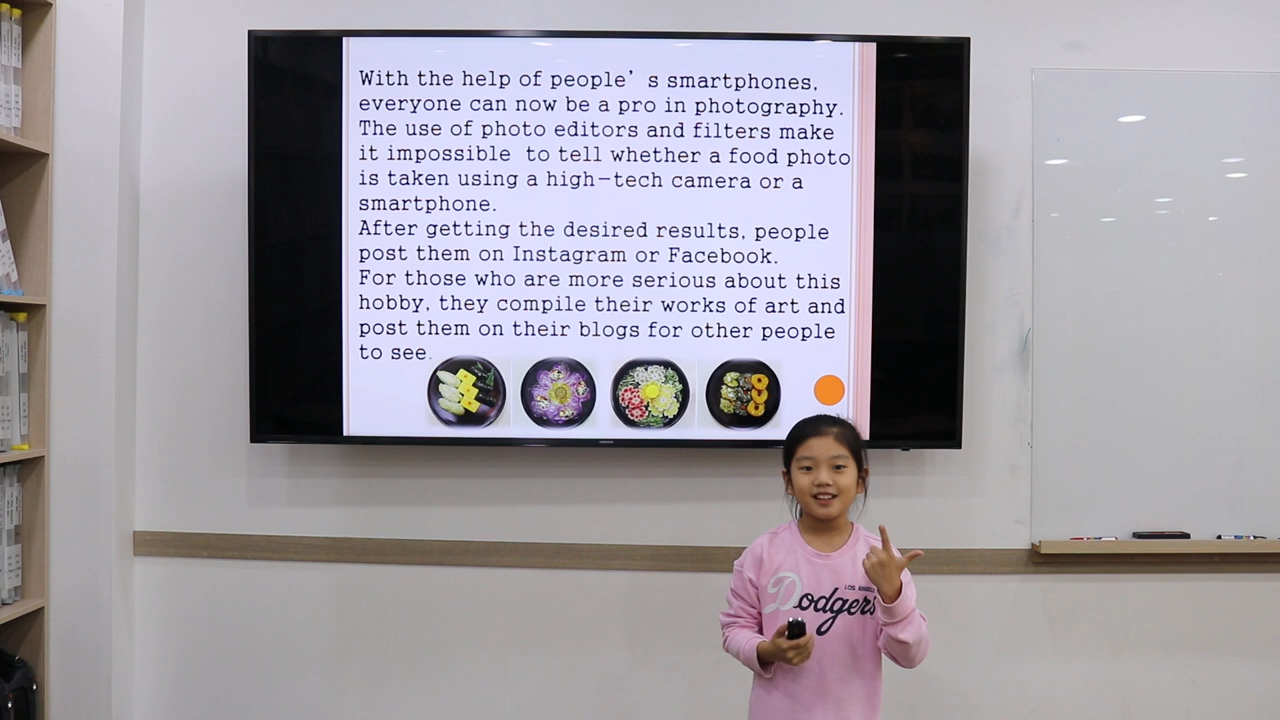 With the help of people's smartphones,
everyone can now be a pro in photography.
The use of photo editors and filters make
it impossible to tell whether a food photo
is taken using a high-tech camera or a
smartphone.
After getting the desired results, people
post them on Instagram or Facebook.
For those who are more serious about this
hobby, they compile their works of art and
post them on their blogs for other people
to see.
SAMSUNG
LOS ANGELES
Dodgers